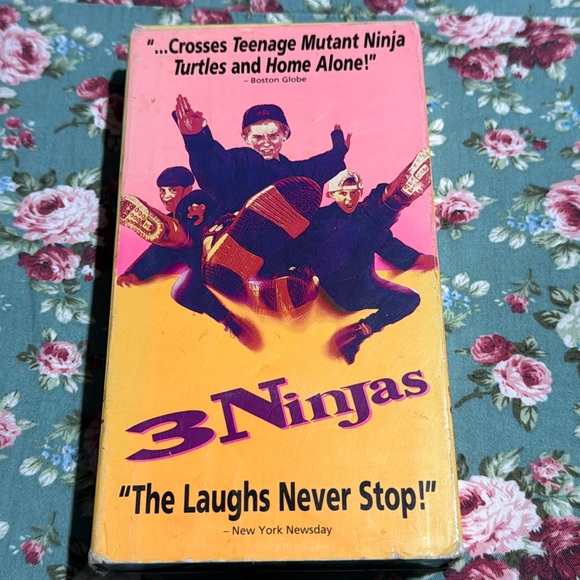 "...Crosses Teenage Mutant Ninja
Turtles and Home Alone!"
– Boston Globe
3 Ninjas
"The Laughs Never Stop!"
– New York Newsday